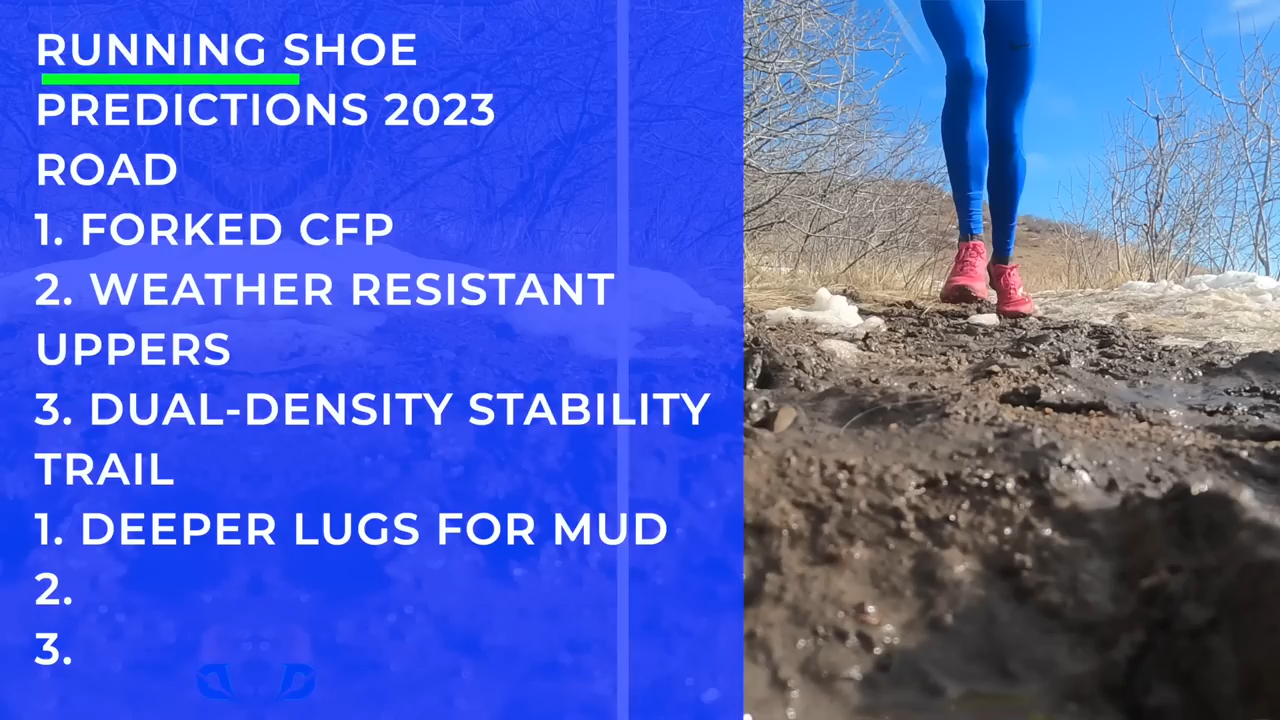 RUNNING SHOE
PREDICTIONS 2023
ROAD
1. FORKED CFP
2. WEATHER RESISTANT
UPPERS
3. DUAL-DENSITY STABILITY
TRAIL
1. DEEPER LUGS FOR MUD
2.
3.